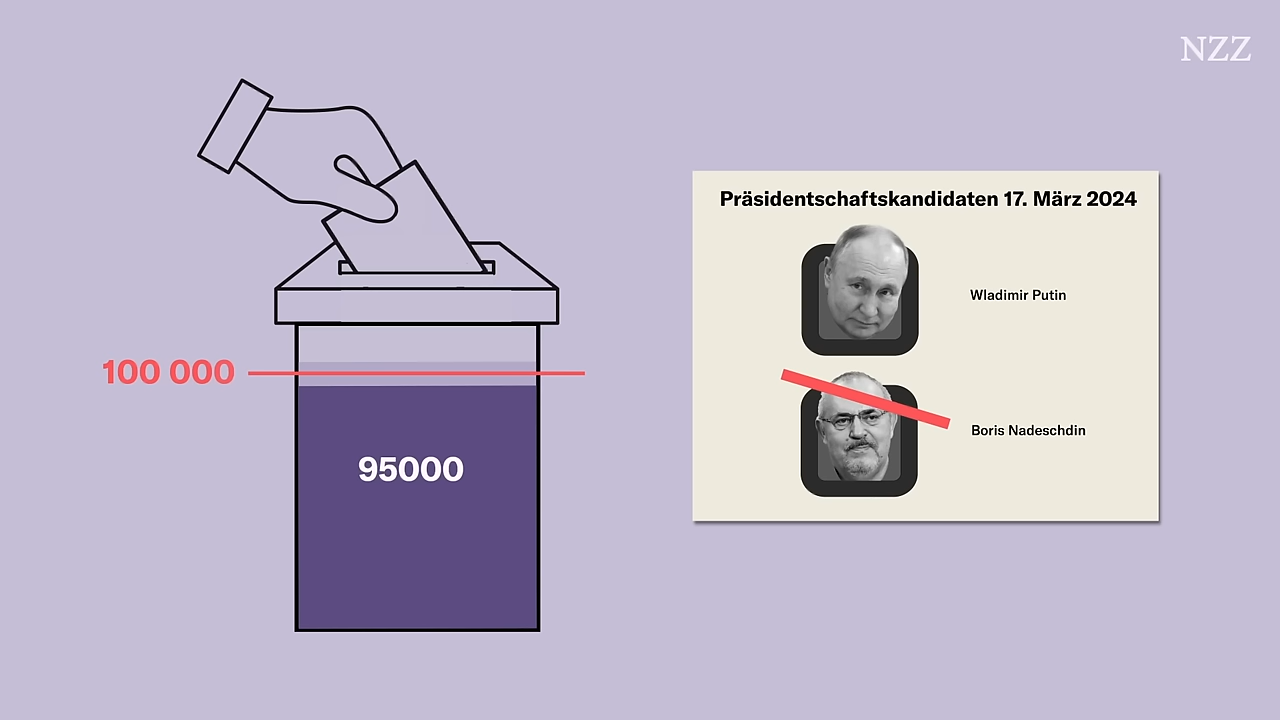 NZZ
100 000
95000
Präsidentschaftskandidaten 17. März 2024
Wladimir Putin
Boris Nadeschdin